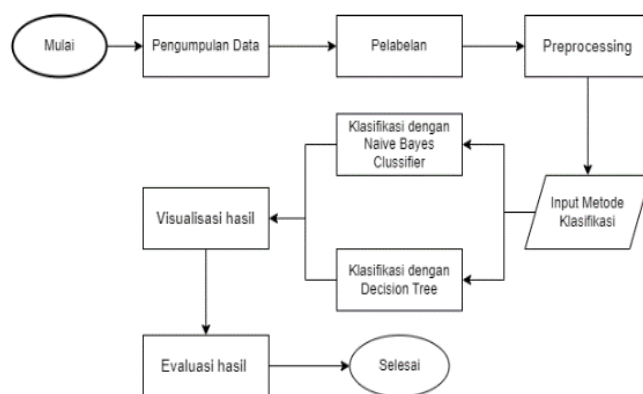 Mulai
Pengumpulan Data
Pelabelan
Preprocessing
Klasifikasi dengan
Naive Bayes
Clussifier
Input Metode
Klasifikasi
Visualisasi hasil
Klasifikasi dengan
Decision Tree
Evaluasi hasil
Selesai